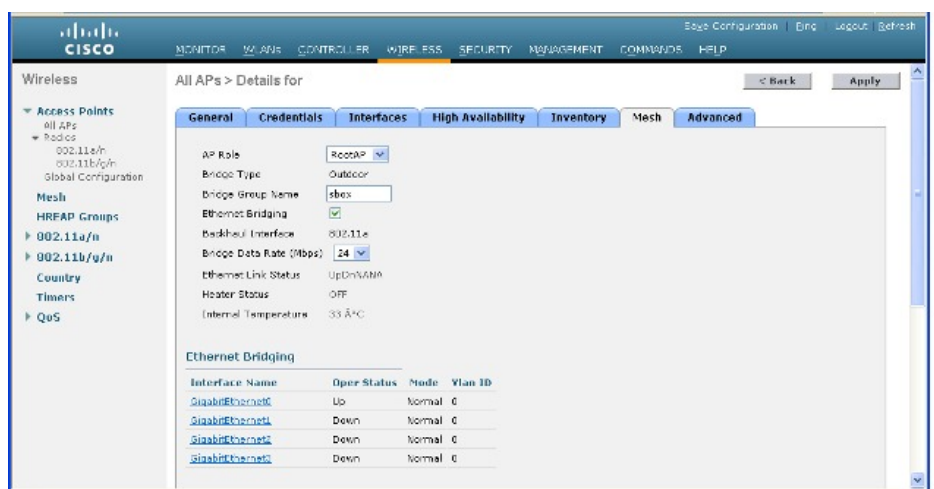 Save Configuration | Ping | Logout | Refresh
CISCO
MONITOR WLANs CONTROLLER WIRELESS SECURITY MANAGEMENT COMMANDS HELP
Wireless
All APs > Details for
< Back
Apply
Access Points
All APs
Radios
802.11a/n
802.11b/g/n
Global Configuration
Mesh
HREAP Groups
802.11a/n
802.11b/g/n
Country
Timers
QoS
General Credentials Interfaces High Availability Inventory Mesh Advanced
AP Role RootAP
Bridge Type Outdoor
Bridge Group Name sbox
Ethernet Bridging
Backhaul Interface 802.11a
Bridge Data Rate (Mbps) 24
Ethernet Link Status UpDnNANA
Heater Status OFF
Internal Temperature 33 Â°C
Ethernet Bridging
Interface Name Oper Status Mode Vlan ID
GigabitEthernet0 Up Normal 0
GigabitEthernet1 Down Normal 0
GigabitEthernet2 Down Normal 0
Down Normal 0